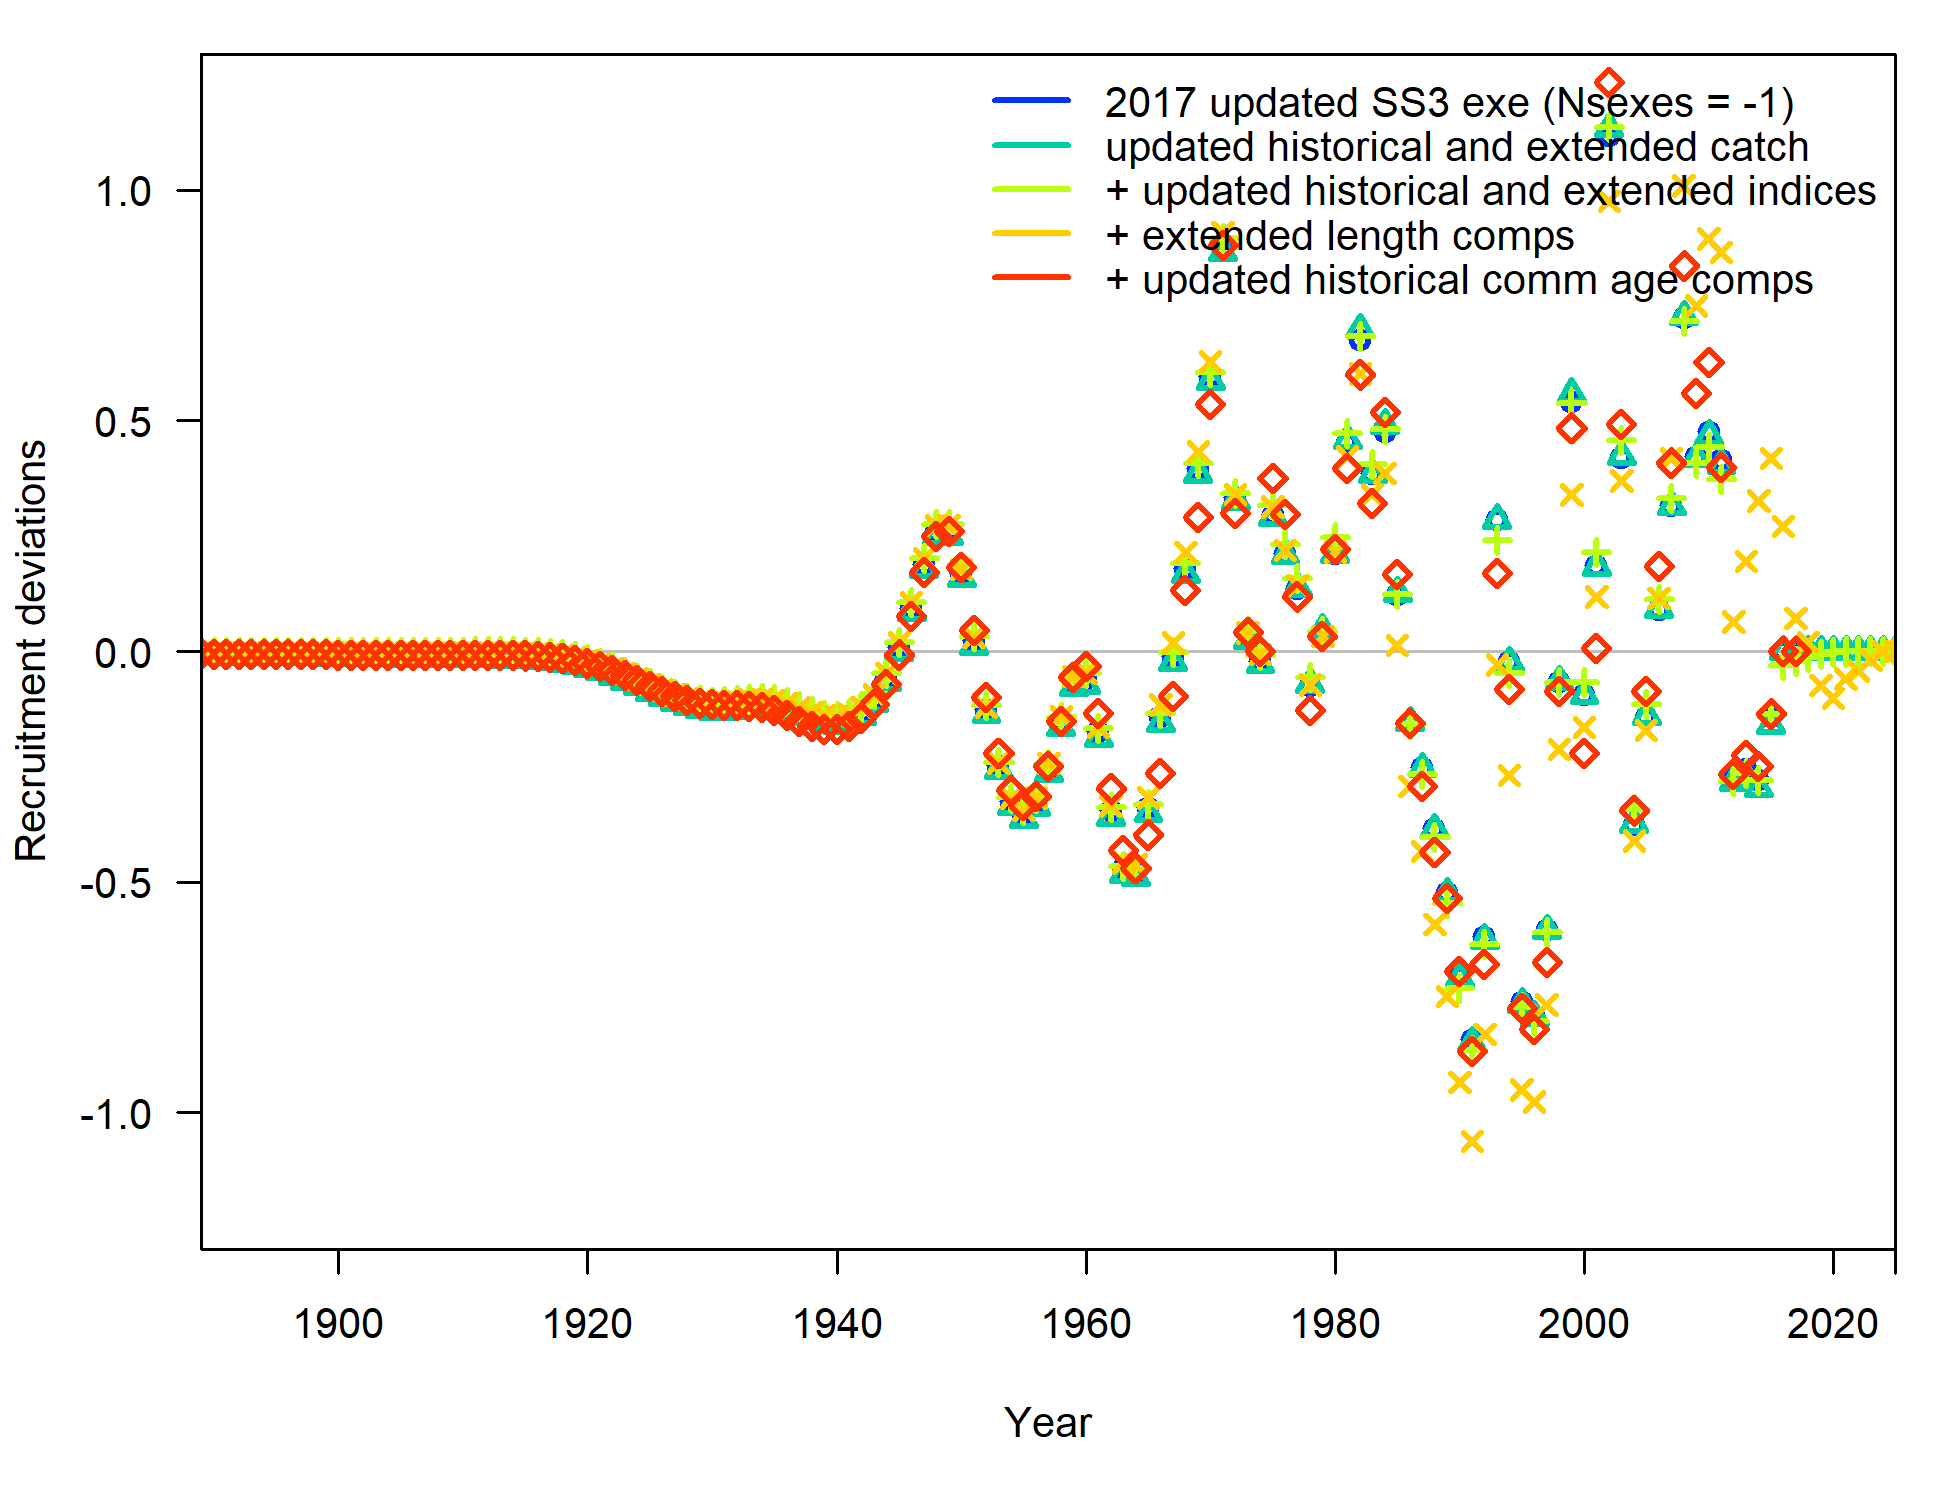 2017 updated SS3 exe (Nsexes = -1)
updated historical and extended catch
+ updated historical and extended indices
+ extended length comps
+ updated historical comm age comps
1.0
0.5
0.0
-0.5
-1.0
Recruitment deviations
1900
1920
1940
1960
1980
2000
2020
Year